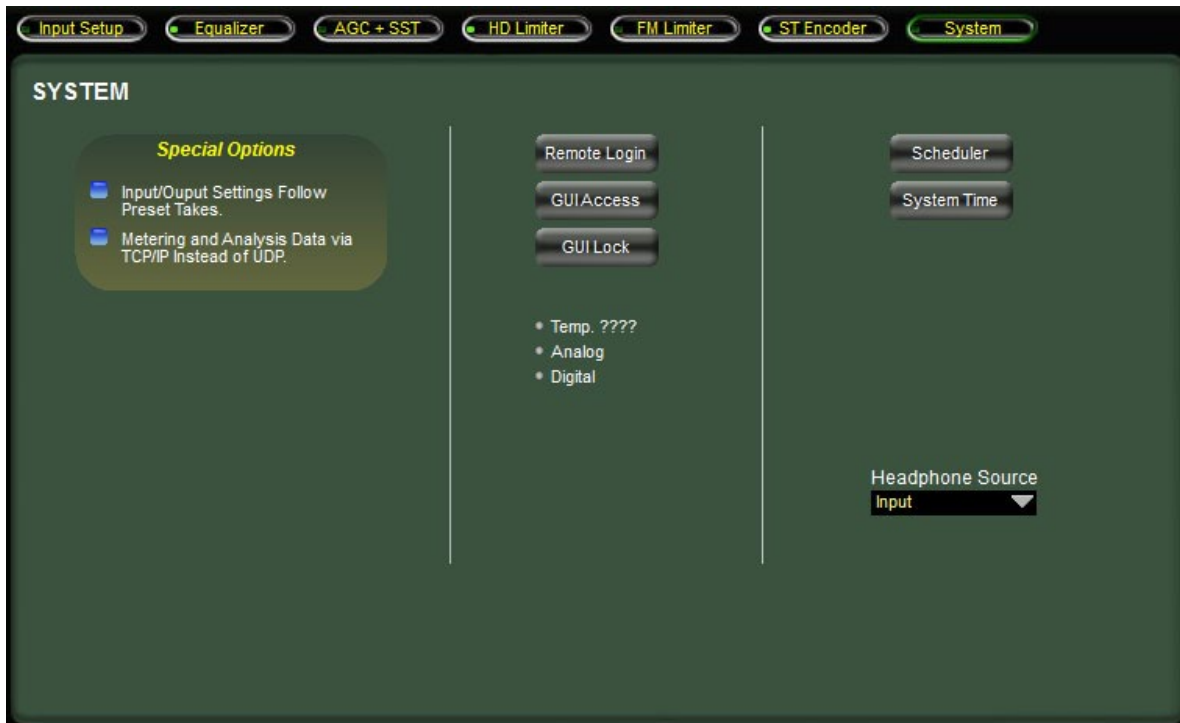 Input Setup
Equalizer
AGC + SST
HD Limiter
FM Limiter
ST Encoder
System
SYSTEM
Special Options
Input/Ouput Settings Follow
Preset Takes.
Metering and Analysis Data via
TCP/IP Instead of UDP.
Remote Login
GUI Access
GUI Lock
Temp. ????
Analog
Digital
Scheduler
System Time
Headphone Source
Input